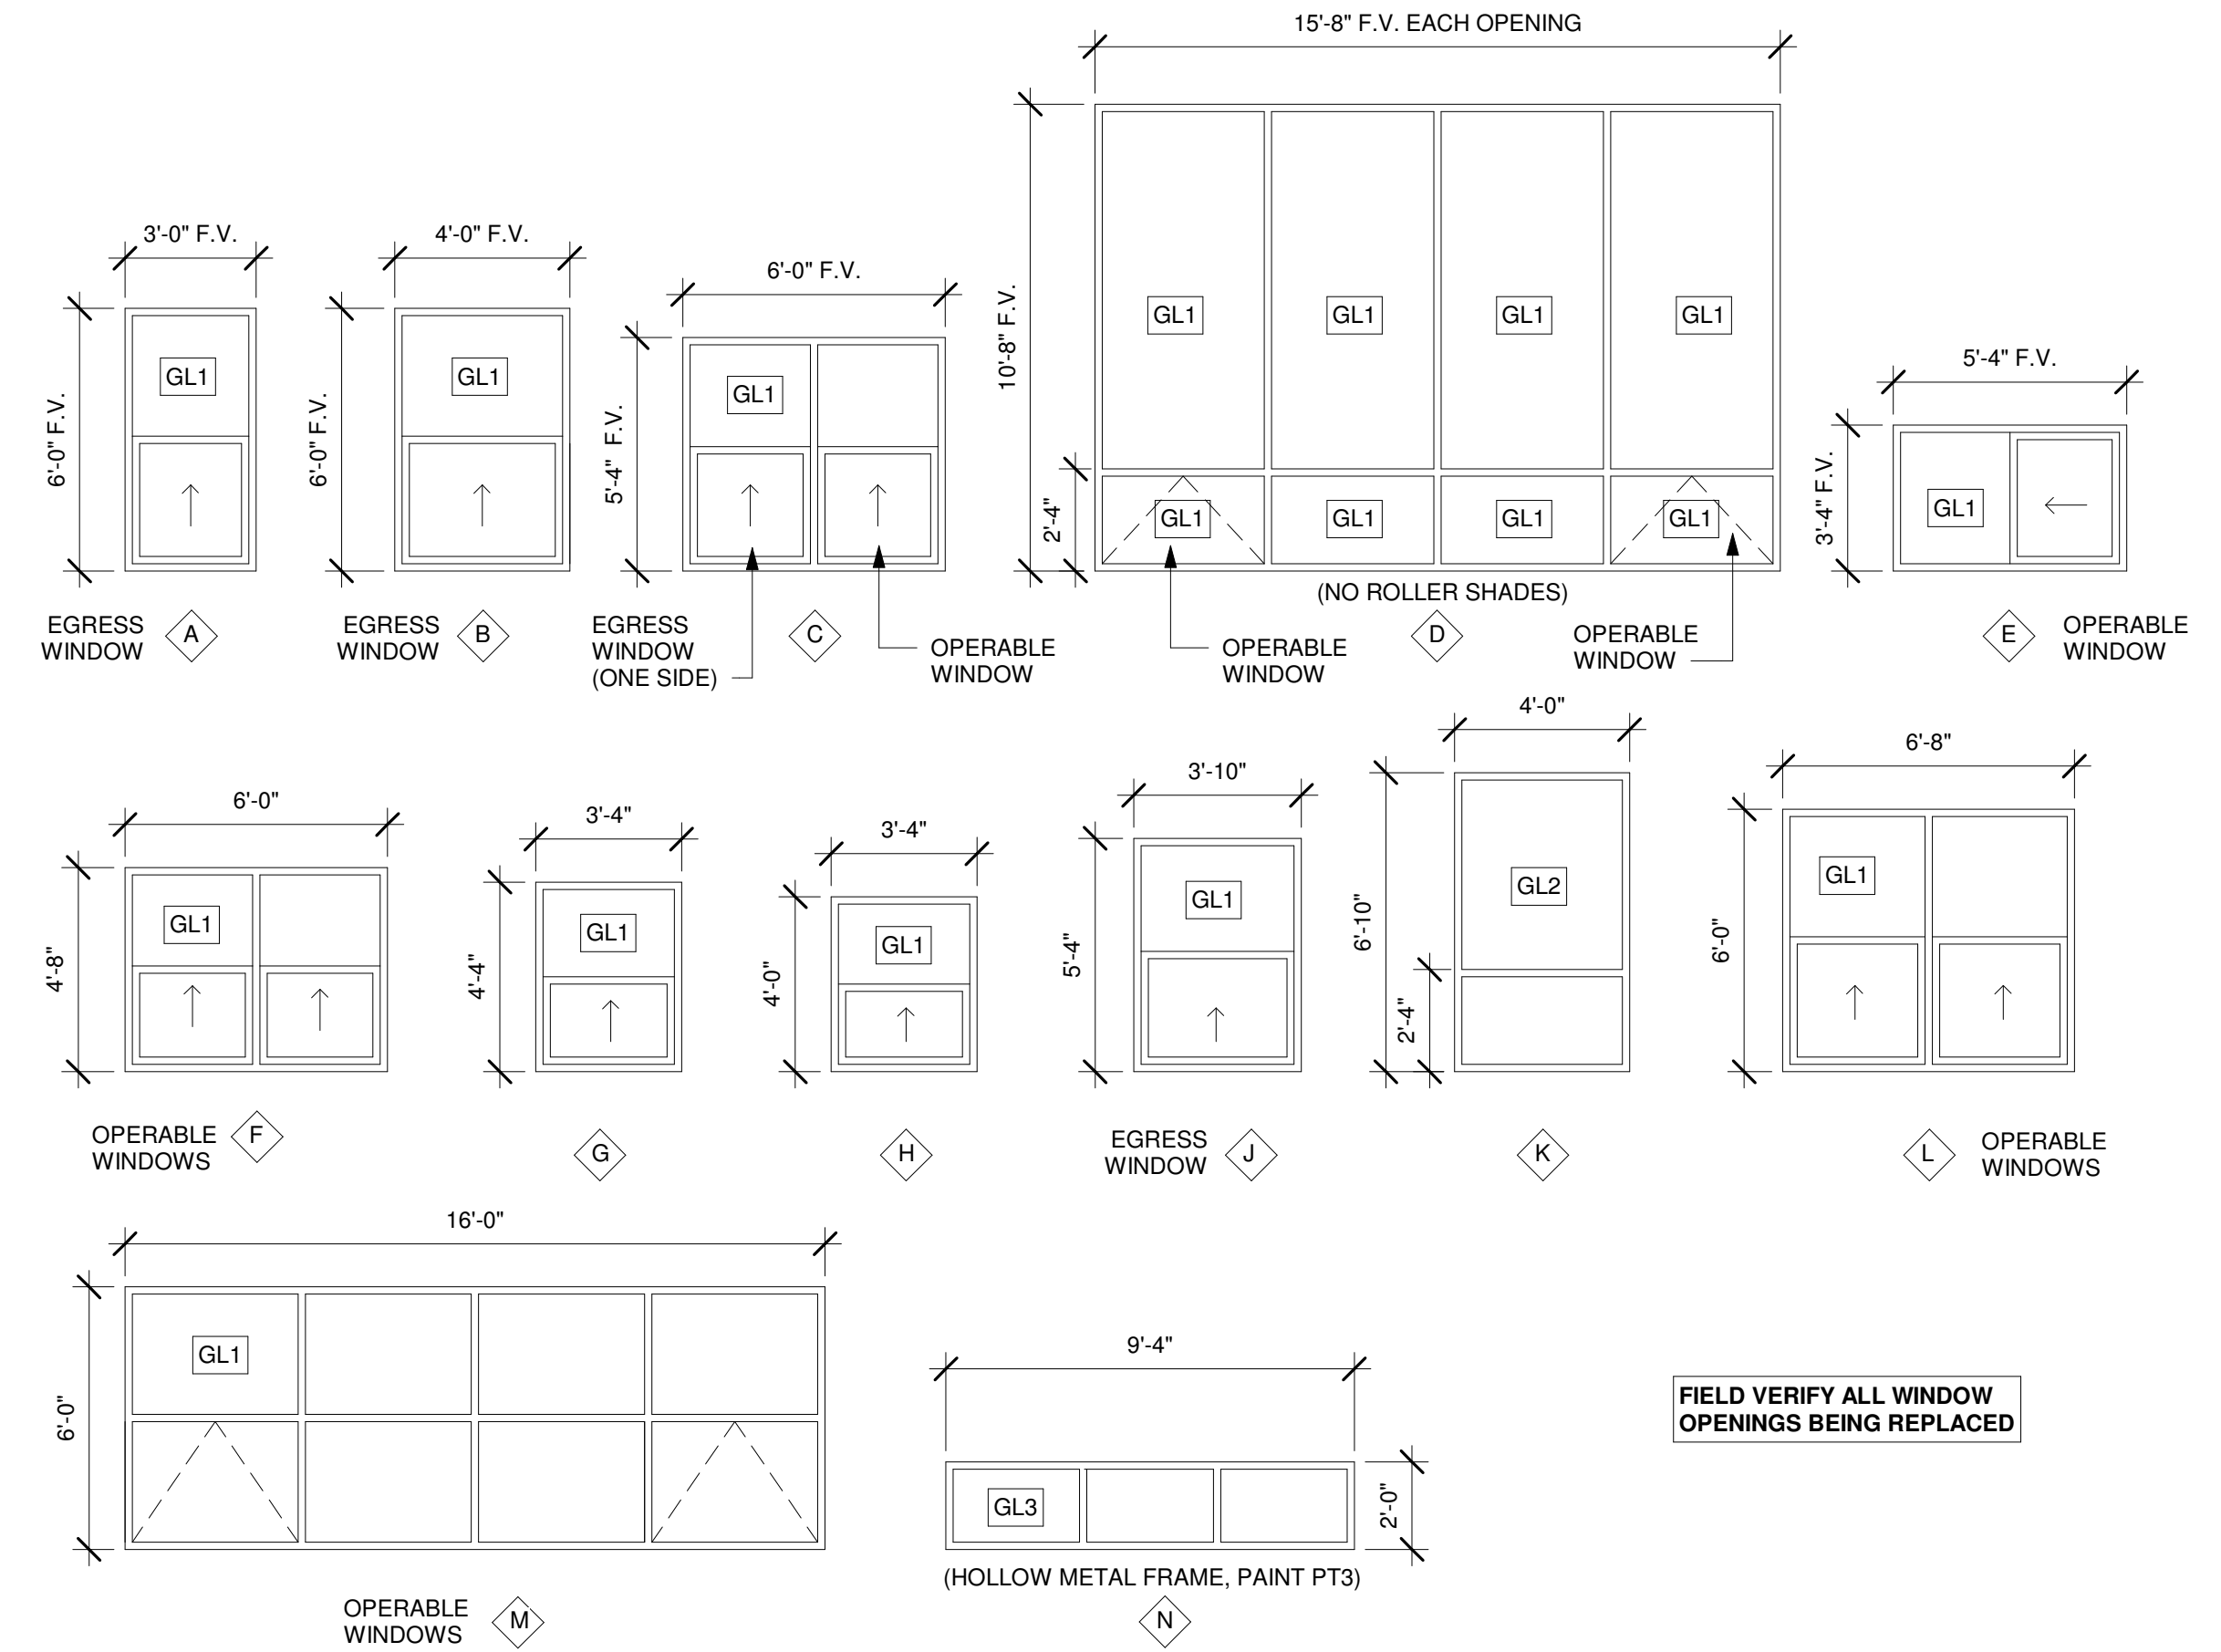 15'-8" F.V. EACH OPENING
3'-0" F.V.
4'-0" F.V.
6'-0" F.V.
5'-4" F.V.
6'-0" F.V.
GL1
6'-0" F.V.
GL1
5'-4" F.V.
GL1
10'-8" F.V.
2'-4"
GL1
GL1
GL1
GL1
GL1
GL1
GL1
GL1
3'-4" F.V.
GL1
(NO ROLLER SHADES)
EGRESS
WINDOW
A
EGRESS
WINDOW
B
EGRESS
WINDOW
(ONE SIDE)
C
OPERABLE
WINDOW
OPERABLE
WINDOW
D
OPERABLE
WINDOW
E
OPERABLE
WINDOW
6'-0"
3'-4"
3'-4"
3'-10"
4'-0"
6'-8"
4'-8"
GL1
4'-4"
GL1
4'-0"
GL1
5'-4"
GL1
6'-10"
2'-4"
GL2
6'-0"
GL1
OPERABLE
WINDOWS
F
G
H
EGRESS
WINDOW
J
K
L
OPERABLE
WINDOWS
16'-0"
6'-0"
GL1
9'-4"
GL3
2'-0"
FIELD VERIFY ALL WINDOW
OPENINGS BEING REPLACED
(HOLLOW METAL FRAME, PAINT PT3)
OPERABLE
WINDOWS
M
N